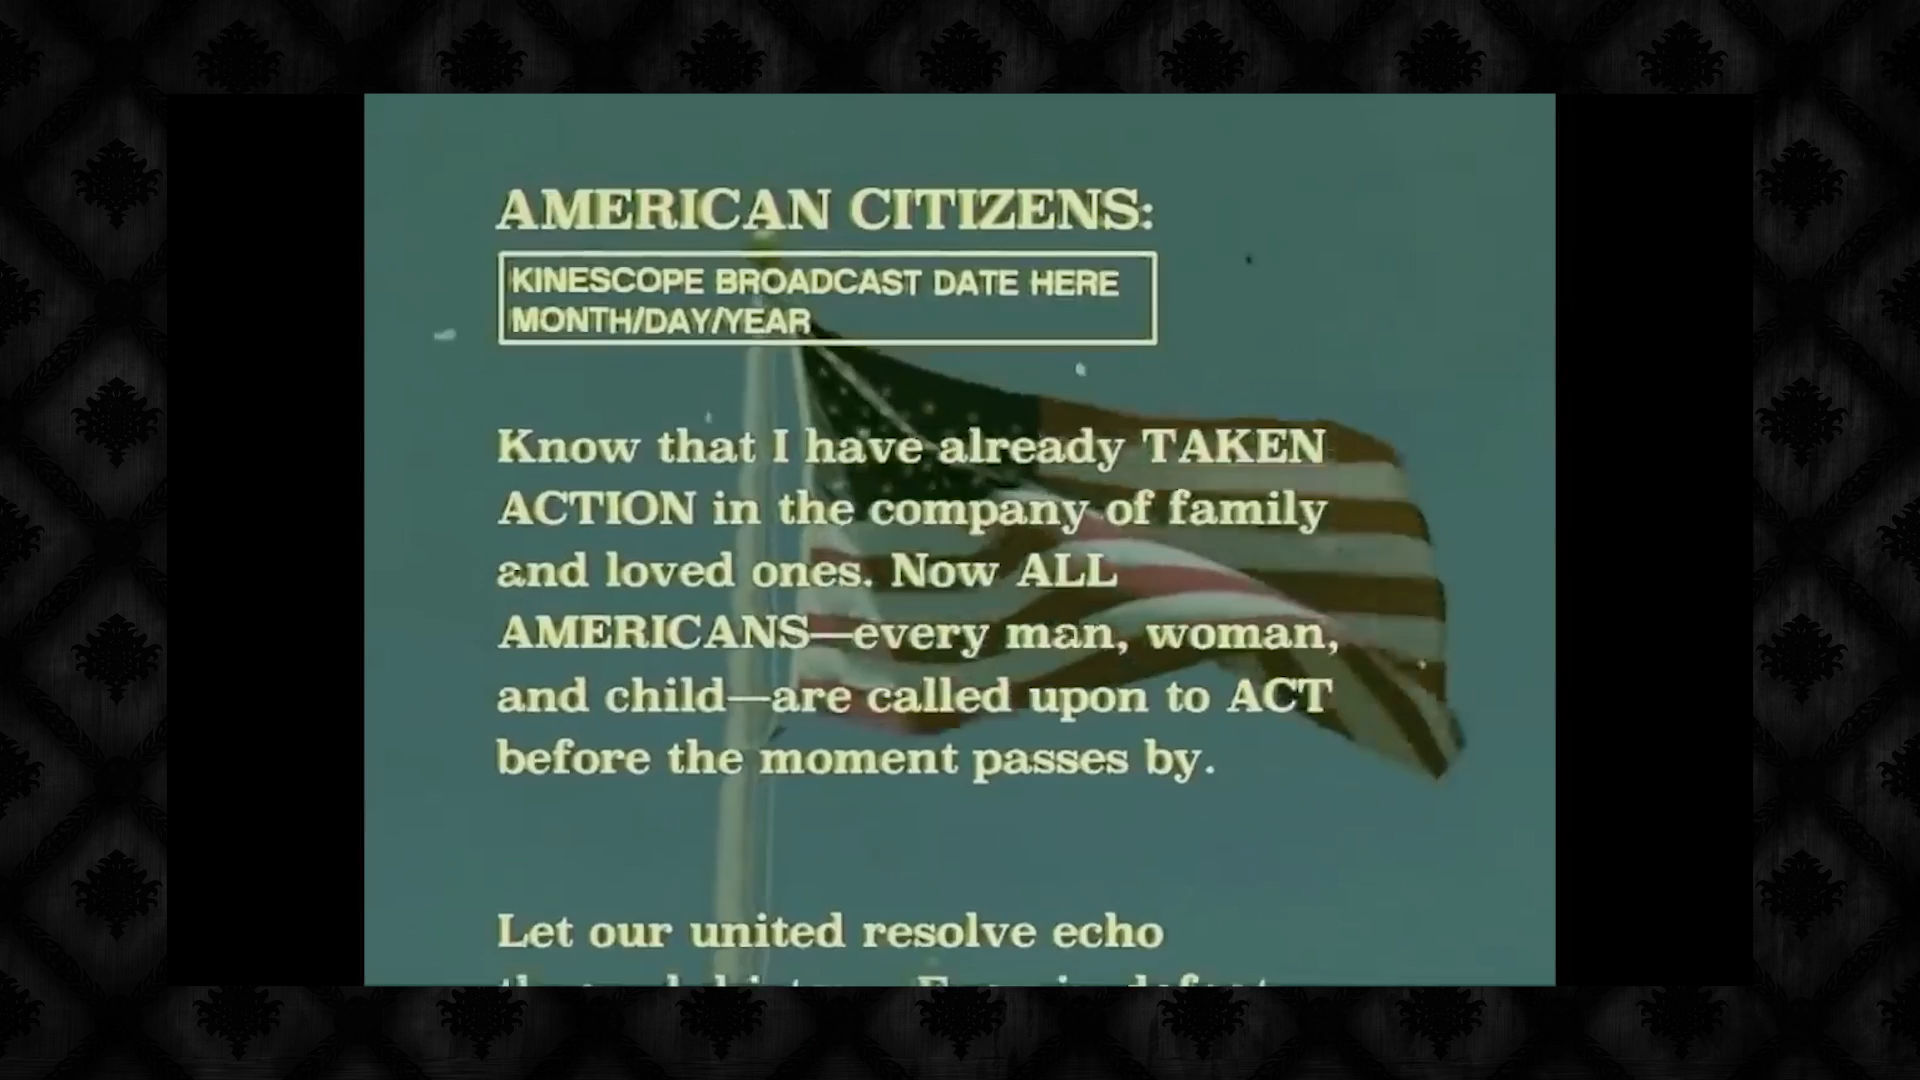 AMERICAN CITIZENS:
KINESCOPE BROADCAST DATE HERE
MONTH/DAY/YEAR
Know that I have already TAKEN
ACTION in the company of family
and loved ones. Now ALL
AMERICANS—every man, woman,
and child—are called upon to ACT
before the moment passes by.
Let our united resolve echo